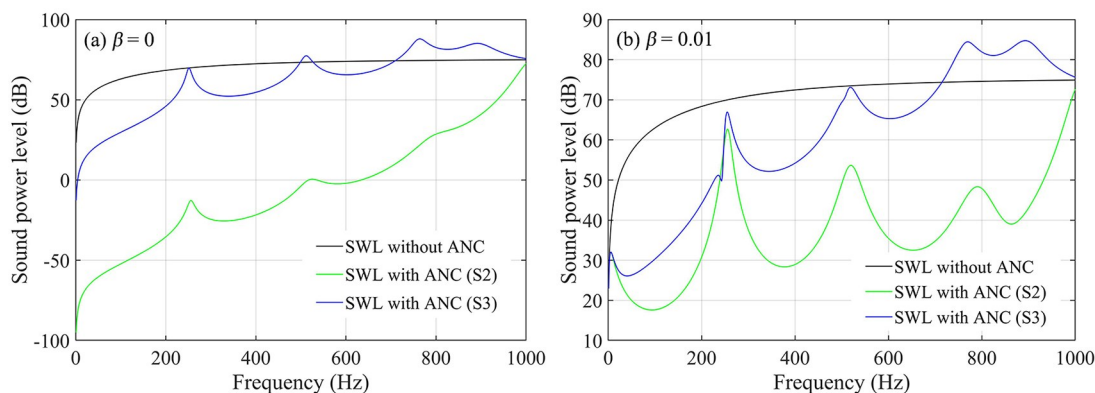 (a) β = 0
100
50
0
-50
-100
Sound power level (dB)
SWL without ANC
SWL with ANC (S2)
SWL with ANC (S3)
0
200
400
600
800
1000
Frequency (Hz)
(b) β = 0.01
90
80
70
60
50
40
30
20
10
Sound power level (dB)
SWL without ANC
SWL with ANC (S2)
SWL with ANC (S3)
0
200
400
600
800
1000
Frequency (Hz)